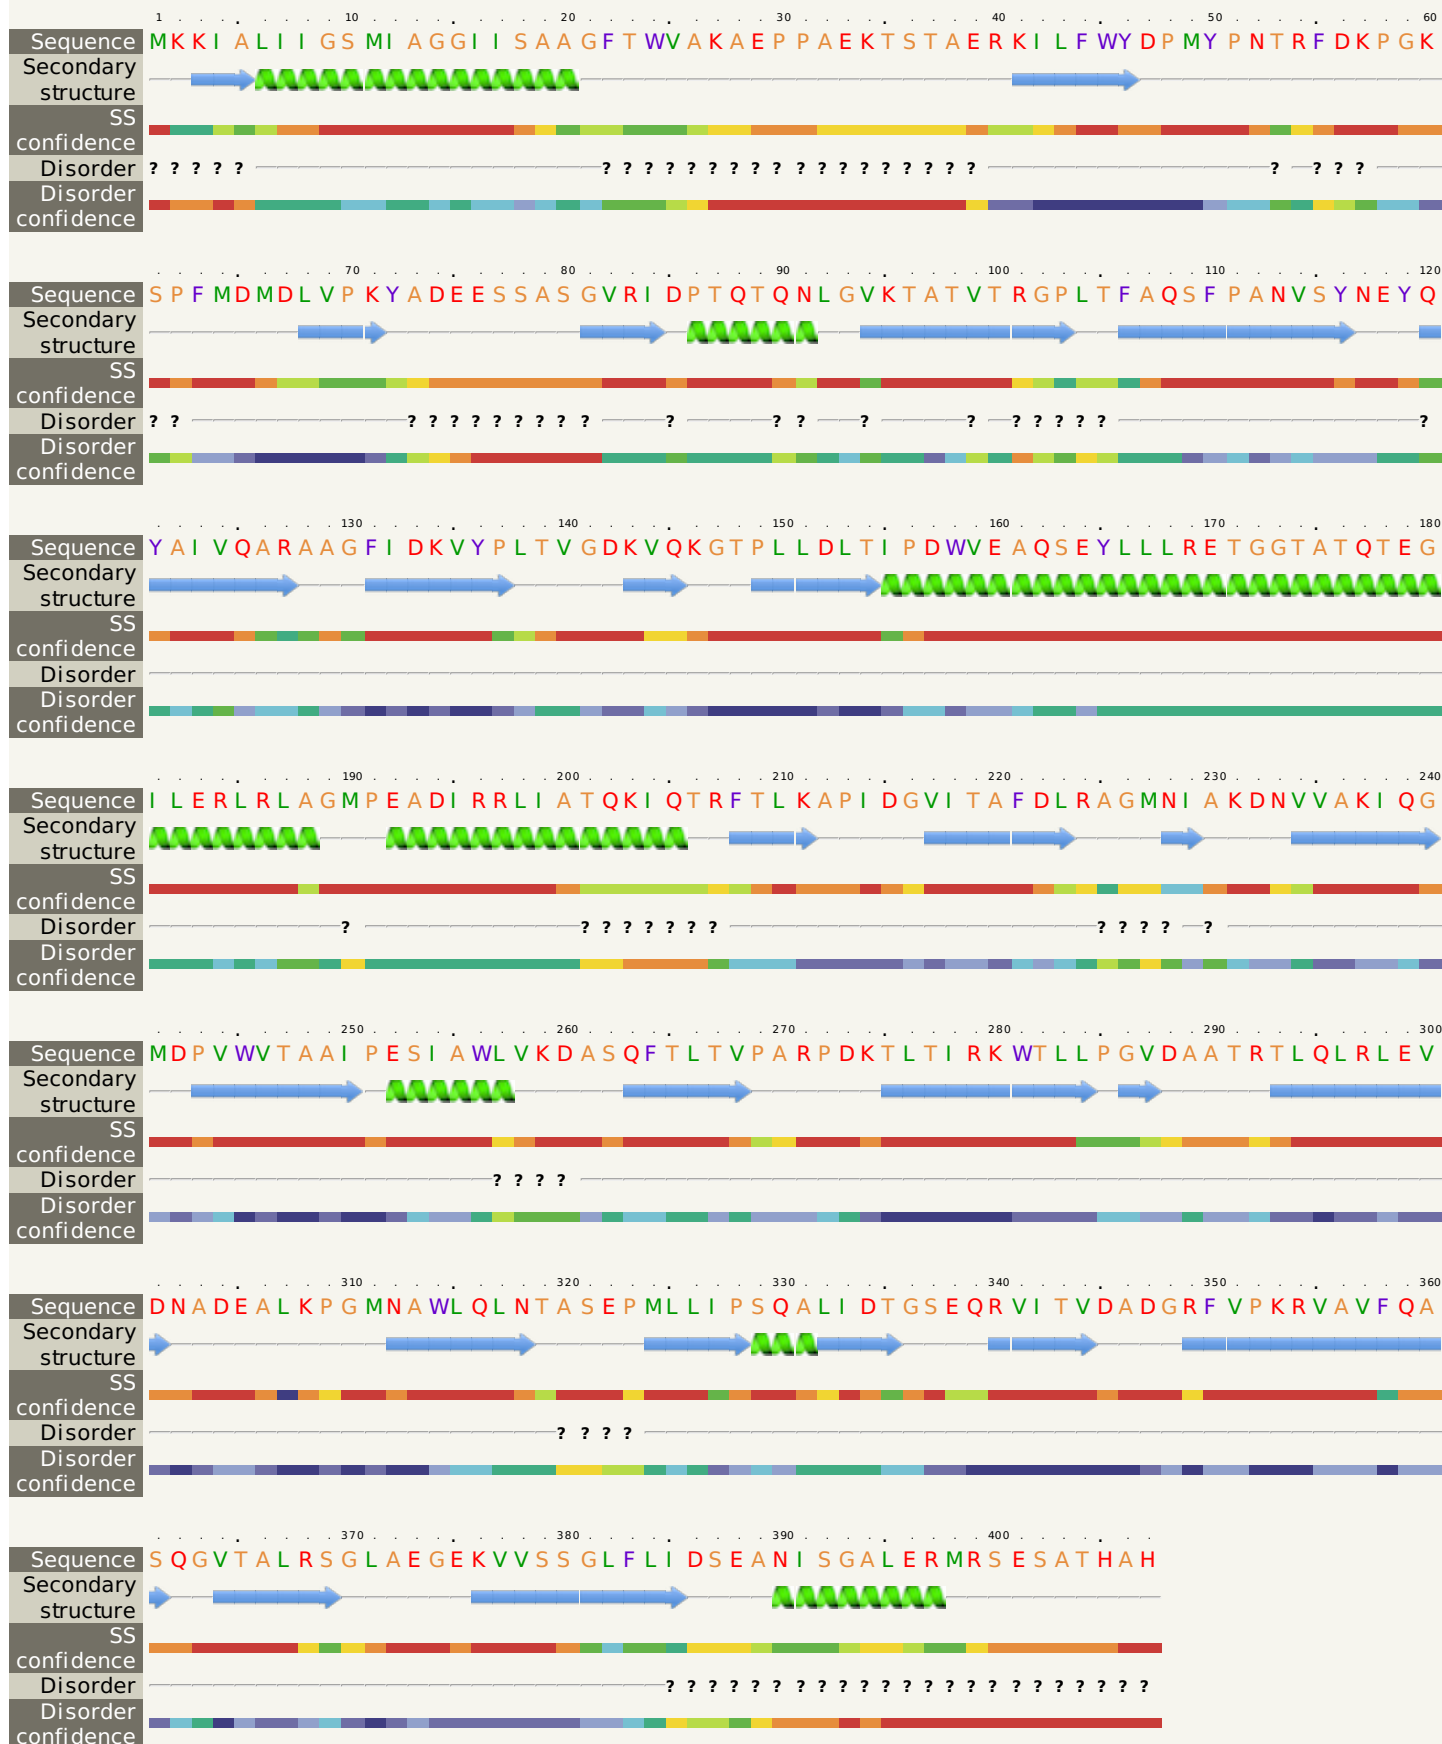 1 10 20 30 40 50 60
Sequence MKKIALIIGSMIAGGIISAAGFTWVAKAEPPAEKTSTAERKILFWYDPMYPNTRFDKPGK
Secondary
structure
SS
confidence
Disorder ? ? ? ? ? ? ? ? ? ? ? ? ? ? ? ? ? ? ? ? ? ? ? ? ? ? ?
Disorder
confidence
70 80 90 100 110 120
Sequence SPFMDMDLVPKYADEESSASGVRIDPTQTQNLGVKTATVTRGPLTFAQSFPANVSYNEYQ
Secondary
structure
SS
confidence
Disorder ? ? ? ? ? ? ? ? ? ? ? ? ? ? ? ? ? ? ? ? ? ? ?
Disorder
confidence
130 140 150 160 170 180
Sequence YAIVQARAAGFIDKVYPLTVGDKVQKGTPLLDLTIPDWVEAQSEYLLLRETGGTATQTEG
Secondary
structure
SS
confidence
Disorder
Disorder
confidence
190 200 210 220 230 240
Sequence ILERLRLAGMPEADIRRLIATQKIQTRFTLKAPIDGVITAFDLRAGMNIAKDNVVAKIQG
Secondary
structure
SS
confidence
Disorder ? ? ? ? ? ? ? ? ? ? ? ? ?
Disorder
confidence
250 260 270 280 290 300
Sequence MDPVWVTAAIPESIAWLVKDASQFTLTVPARPDKTLTIRKWTLLPGVDAATRTLQLRLEV
Secondary
structure
SS
confidence
Disorder ? ? ? ?
Disorder
confidence
310 320 330 340 350 360
Sequence DNADEALKPGMNAWLQLNTASEPMLLIPSQALIDTGSEQRVITVDADGRFVPKRVAVFQA
Secondary
structure
SS
confidence
Disorder ? ? ? ?
Disorder
confidence
370 380 390 400
Sequence SQGVTALRSGLAEGEKVVSSGLFLIDSEANISGALERMRSESATHAH
Secondary
structure
SS
confidence
Disorder ? ? ? ? ? ? ? ? ? ? ? ? ? ? ? ? ? ? ? ? ? ? ?
Disorder
confidence